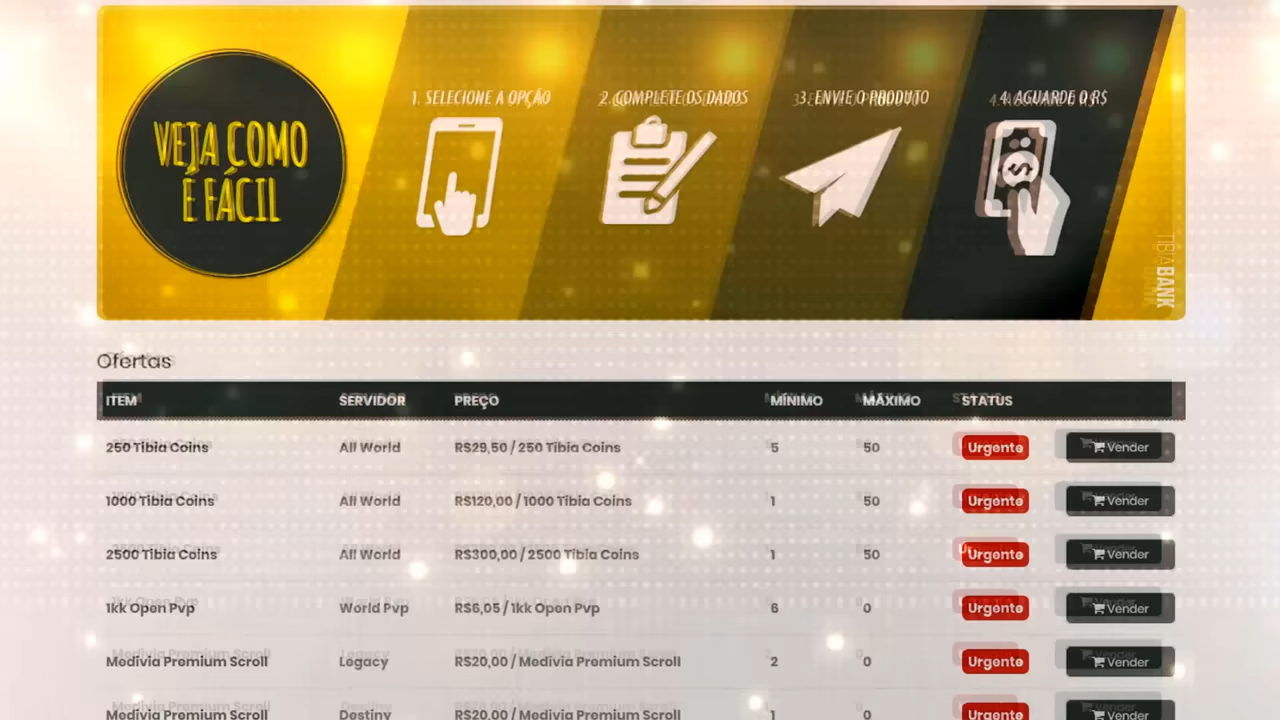 VEJA COMO
É FÁCIL
1. SELECIONE A OPÇÃO
2. COMPLETE OS DADOS
3. ENVIE O PRODUTO
4. AGUARDE O R$
TIBIABANK
Ofertas
ITEM SERVIDOR PREÇO MÍNIMO MÁXIMO STATUS
250 Tibia Coins All World R$29,50 / 250 Tibia Coins 5 50 Urgente Vender
1000 Tibia Coins All World R$120,00 / 1000 Tibia Coins 1 50 Urgente Vender
2500 Tibia Coins All World R$300,00 / 2500 Tibia Coins 1 50 Urgente Vender
1kk Open Pvp World Pvp R$6,05 / 1kk Open Pvp 6 0 Urgente Vender
Medivia Premium Scroll Legacy R$20,00 / Medivia Premium Scroll 2 0 Urgente Vender
Medivia Premium Scroll Destiny R$20,00 / Medivia Premium Scroll 1 0 Urgente Vender